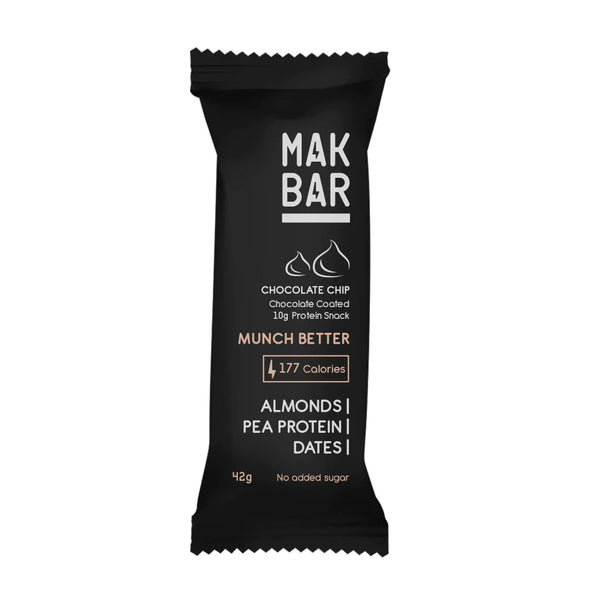 MAK
BAR
CHOCOLATE CHIP
Chocolate Coated
10g Protein Snack
MUNCH BETTER
177 Calories
ALMONDS|
PEA PROTEIN|
DATES|
42g No added sugar